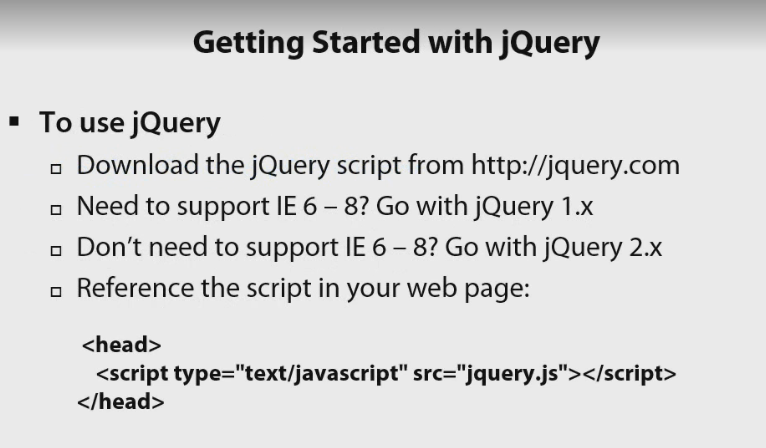 Getting Started with jQuery
To use jQuery
Download the jQuery script from http://jquery.com
Need to support IE 6 – 8? Go with jQuery 1.x
Don’t need to support IE 6 – 8? Go with jQuery 2.x
Reference the script in your web page:
<head>
<script type="text/javascript" src="jquery.js"></script>
</head>